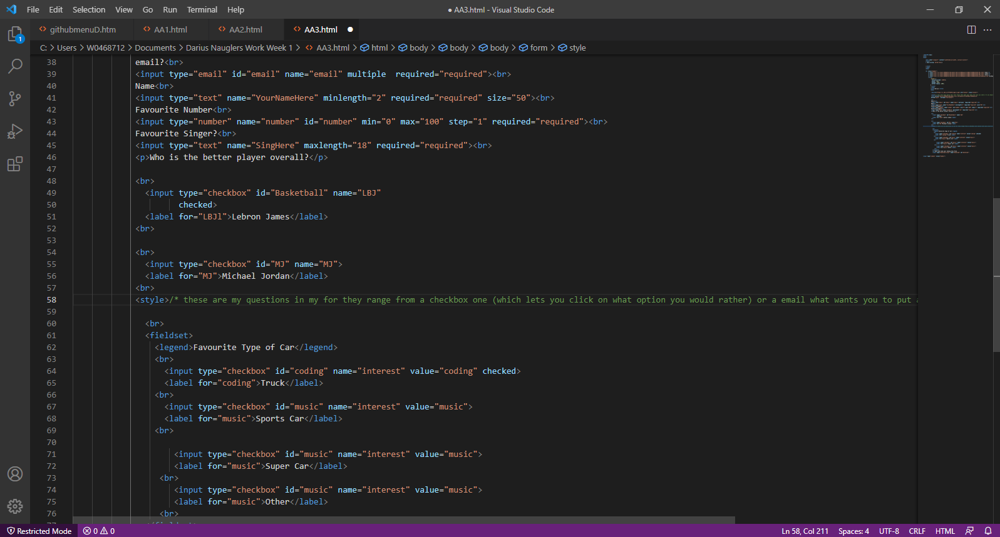 File Edit Selection View Go Run Terminal Help
● AA3.html - Visual Studio Code
githubmenuD.htm AA1.html AA2.html AA3.html
C: > Users > W0468712 > Documents > Darius Nauglers Work Week 1 > AA3.html > html > body > body > body > form > style
1
38 email?<br>
39 <input type="email" id="email" name="email" multiple  required="required"><br>
40 Name<br>
41 <input type="text" name="YourNameHere" minlength="2" required="required" size="50"><br>
42 Favourite Number<br>
43 <input type="number" name="number" id="number" min="0" max="100" step="1" required="required"><br>
44 Favourite Singer?<br>
45 <input type="text" name="SingHere" maxlength="18" required="required"><br>
46 <p>Who is the better player overall?</p>
47
48 <br>
49 <input type="checkbox" id="Basketball" name="LBJ"
50 checked>
51 <label for="LBJl">Lebron James</label>
52 <br>
53
54 <br>
55 <input type="checkbox" id="MJ" name="MJ">
56 <label for="MJ">Michael Jordan</label>
57 <br>
58 <style>/* these are my questions in my for they range from a checkbox one (which lets you click on what option you would rather) or a email what wants you to put
59
60 <br>
61 <fieldset>
62 <legend>Favourite Type of Car</legend>
63 <br>
64 <input type="checkbox" id="coding" name="interest" value="coding" checked>
65 <label for="coding">Truck</label>
66 <br>
67 <input type="checkbox" id="music" name="interest" value="music">
68 <label for="music">Sports Car</label>
69 <br>
70
71 <input type="checkbox" id="music" name="interest" value="music">
72 <label for="music">Super Car</label>
73 <br>
74 <input type="checkbox" id="music" name="interest" value="music">
75 <label for="music">Other</label>
76 <br>
Restricted Mode 0 0 Ln 58, Col 211 Spaces: 4 UTF-8 CRLF HTML